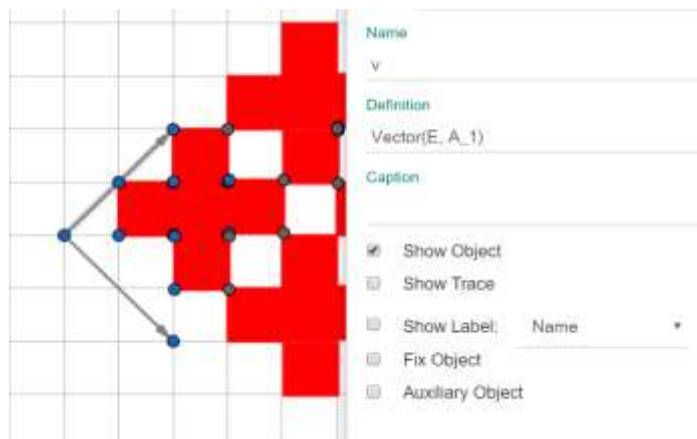 Name
v
Definition
Vector(E, A_1)
Caption
Show Object
Show Trace
Show Label: Name
Fix Object
Auxiliary Object